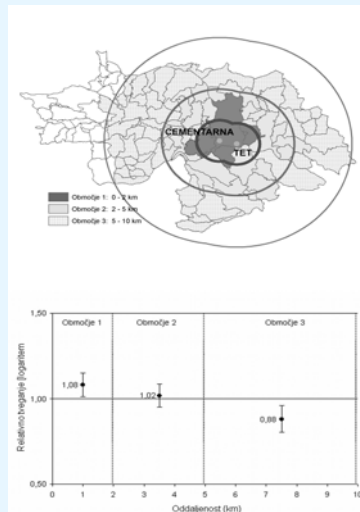 CEMENTARNA
TET
Območje 1: 0 - 2 km
Območje 2: 2 - 5 km
Območje 3: 5 - 10 km
1,50
Območje 1
Območje 2
Območje 3
Relativno tveganje [logaritem
1,08
1,02
1,00
0,88
0,50
0 1 2 3 4 5 6 7 8 9 10
Oddaljenost (km)